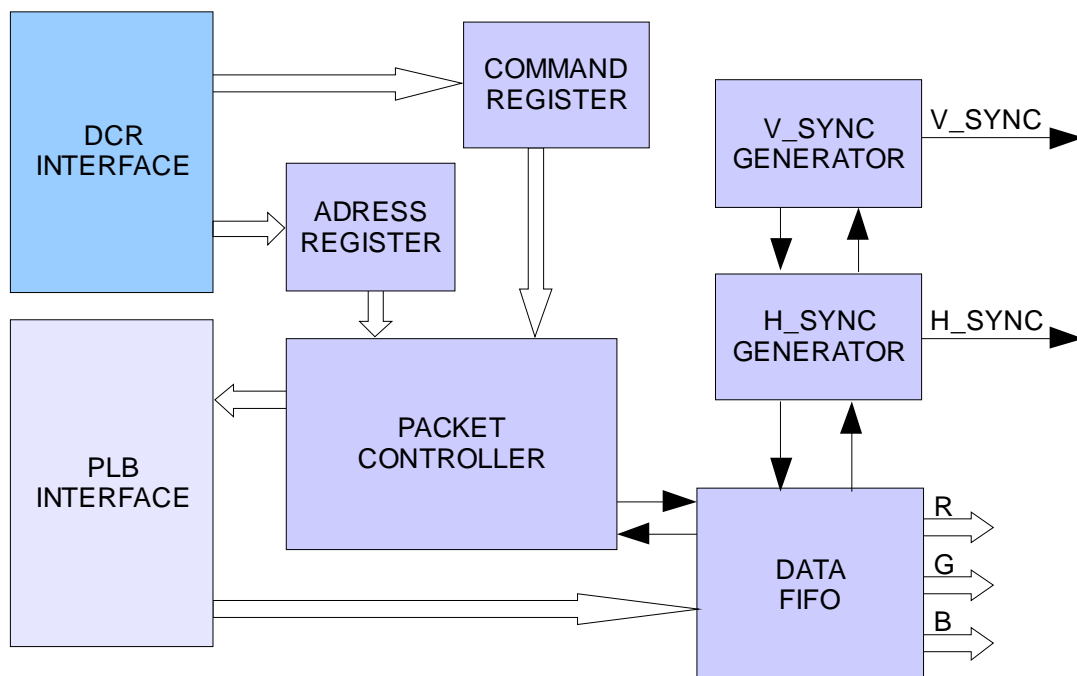 DCR
INTERFACE
COMMAND
REGISTER
ADRESS
REGISTER
V_SYNC
GENERATOR
V_SYNC
H_SYNC
GENERATOR
H_SYNC
PLB
INTERFACE
PACKET
CONTROLLER
DATA
FIFO
R
G
B